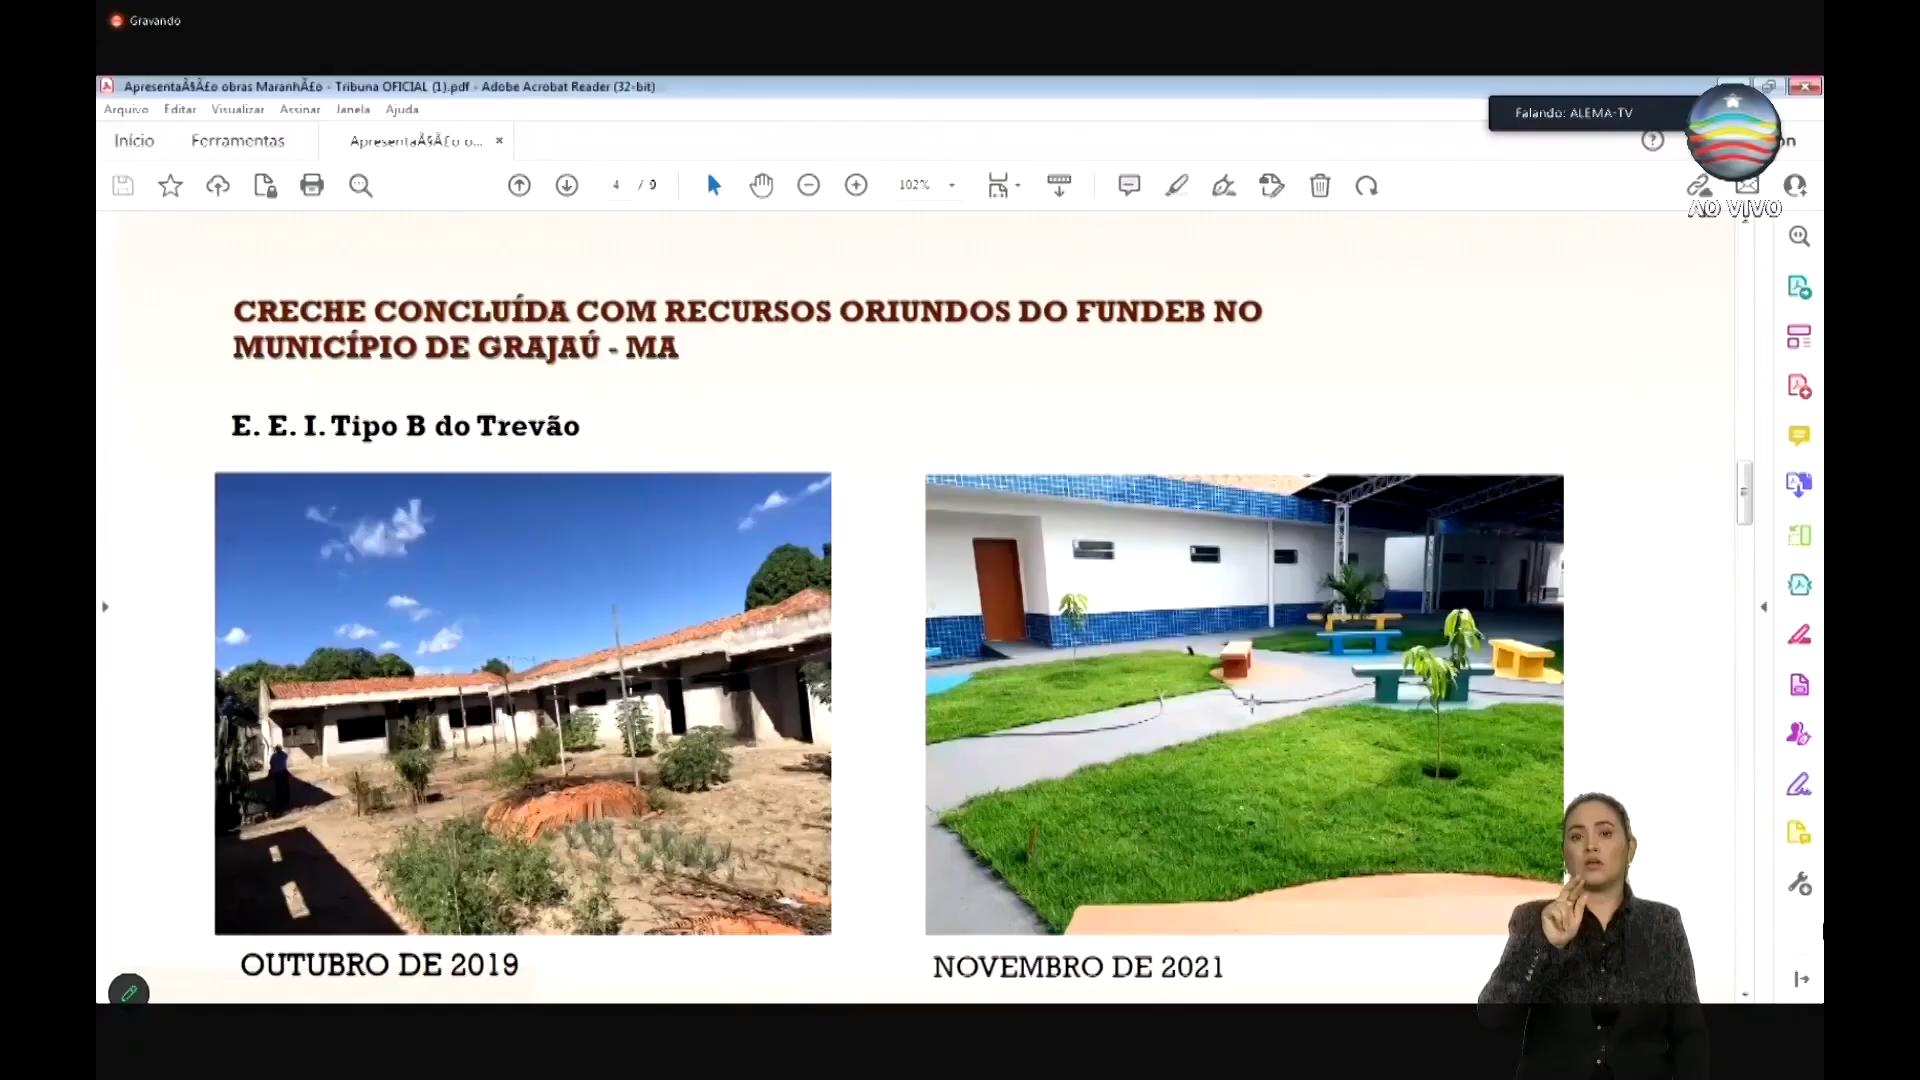 Gravando
ApresentaÃ§Ã£o obras MaranhÃ£o - Tribuna OFICIAL (1).pdf - Adobe Acrobat Reader (32-bit)
Arquivo Editar Visualizar Assinar Janela Ajuda
Falando: ALEMA-TV
Início Ferramentas ApresentaÃ§Ã£o o...
4 / 9 102%
AO VIVO
CRECHE CONCLUÍDA COM RECURSOS ORIUNDOS DO FUNDEB NO
MUNICÍPIO DE GRAJAÚ - MA
E. E. I. Tipo B do Trevão
OUTUBRO DE 2019
NOVEMBRO DE 2021